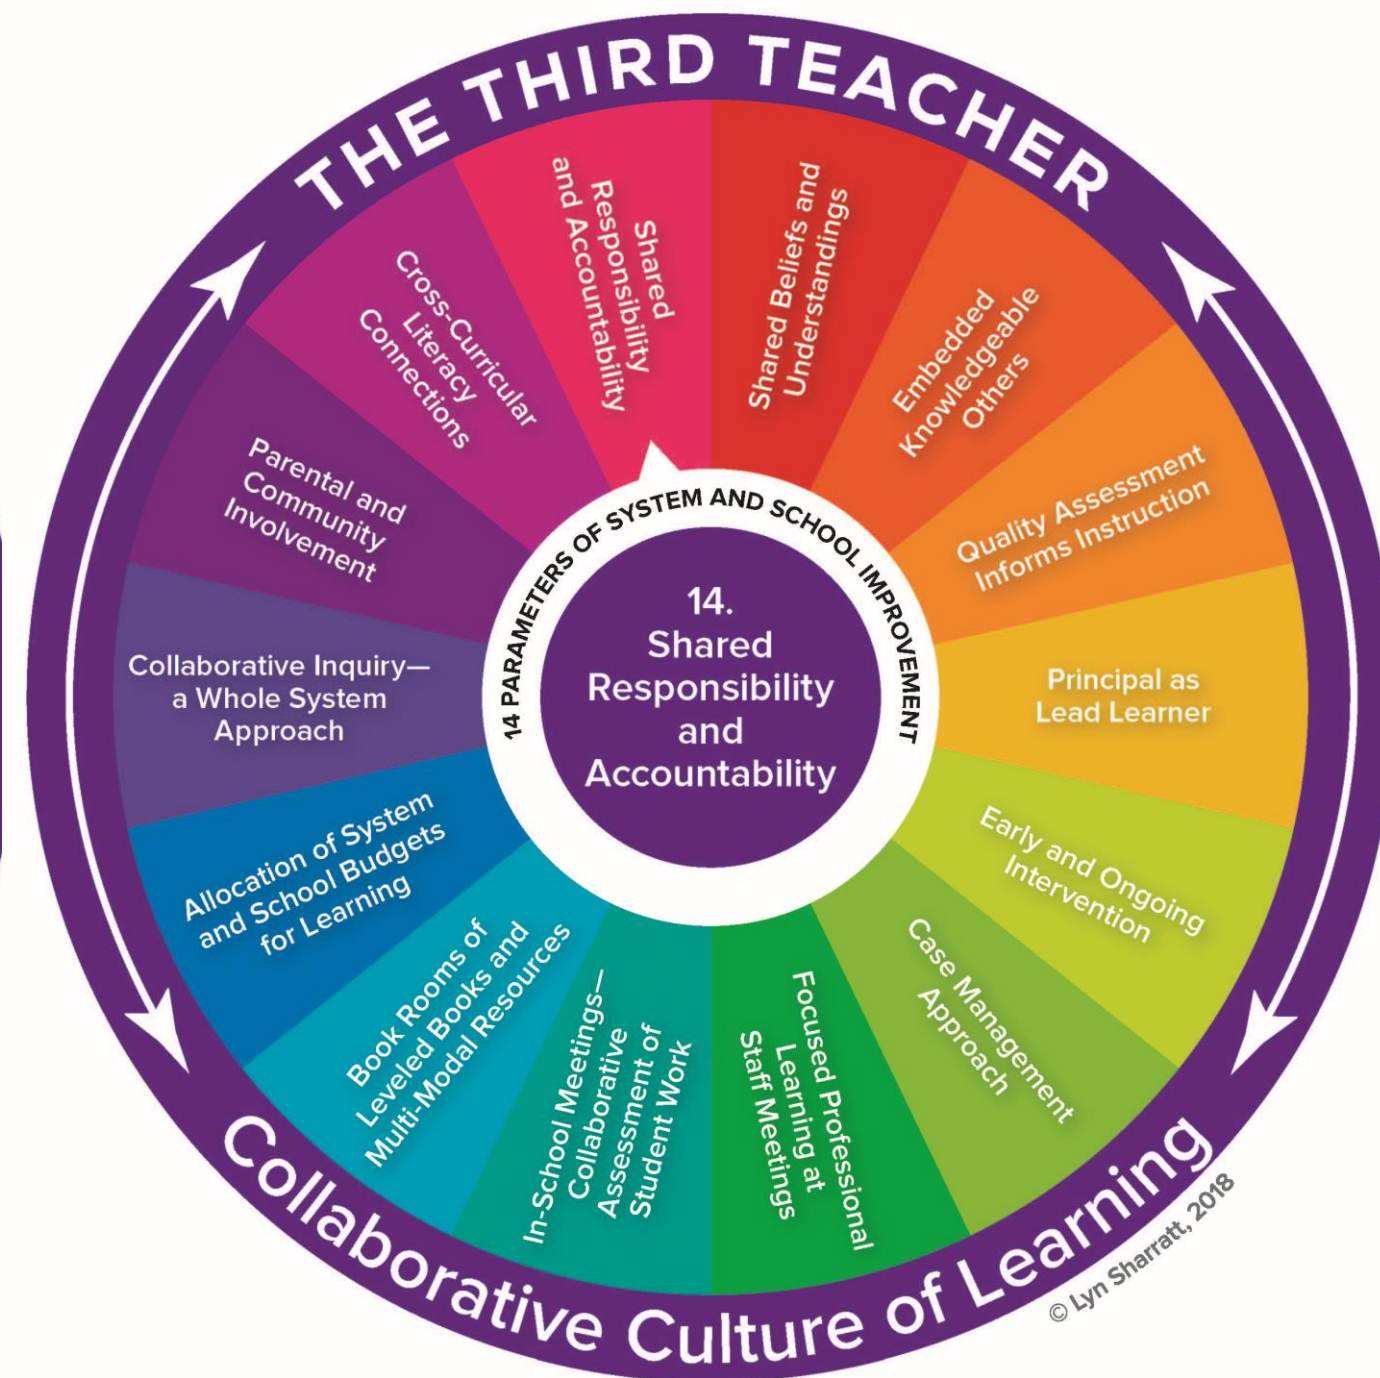 THE THIRD TEACHER
Shared Beliefs and
Understandings
Embedded
Knowledgeable
Others
Quality Assessment
Informs Instruction
Principal as
Lead Learner
Early and Ongoing
Intervention
Case Management
Approach
Focused Professional
Learning at
Staff Meetings
In-School Meetings—
Collaborative
Assessment of
Student Work
Book Rooms of
Leveled Books and
Multi-Modal Resources
Allocation of System
and School Budgets
for Learning
Collaborative Inquiry—
a Whole System
Approach
Parental and
Community
Involvement
Cross-Curricular
Literacy
Connections
Shared
Responsibility
and Accountability
14 PARAMETERS OF SYSTEM AND SCHOOL IMPROVEMENT
14.
Shared
Responsibility
and
Accountability
Collaborative Culture of Learning
© Lyn Sharratt, 2018